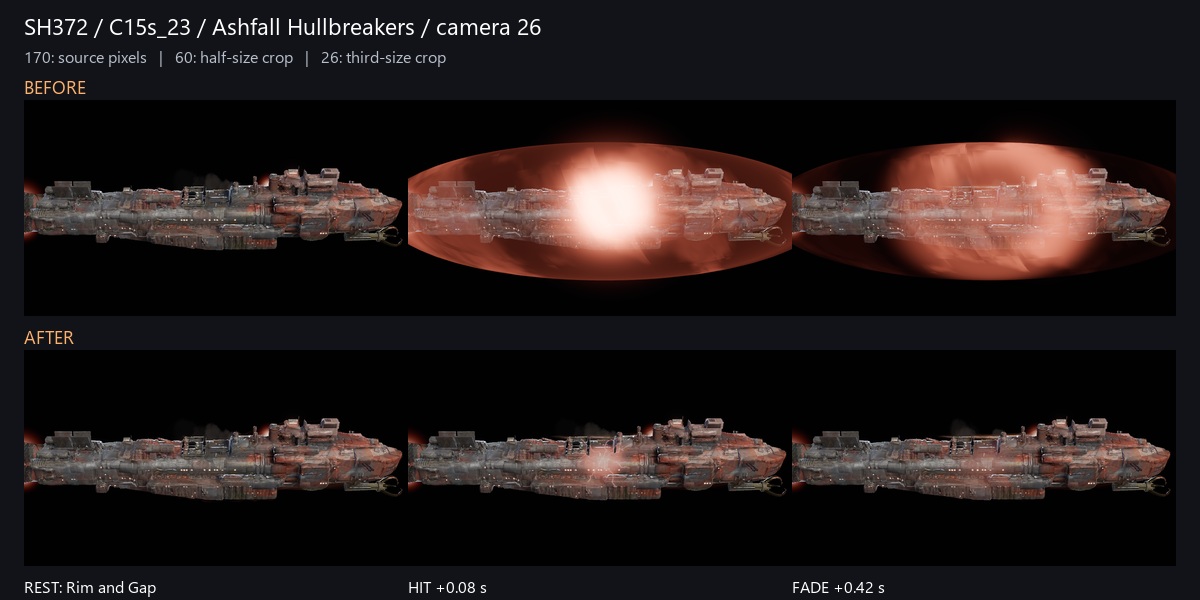 SH372 / C15s_23 / Ashfall Hullbreakers / camera 26
170: source pixels | 60: half-size crop | 26: third-size crop
BEFORE
AFTER
REST: Rim and Gap
HIT +0.08 s
FADE +0.42 s